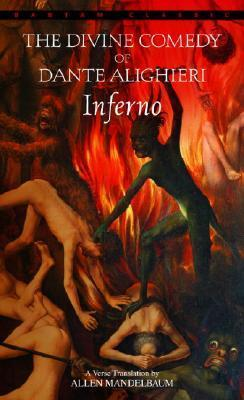 BANTAM CLASSIC
THE DIVINE COMEDY
OF
DANTE ALIGHIERI
Inferno
A Verse Translation by
ALLEN MANDELBAUM